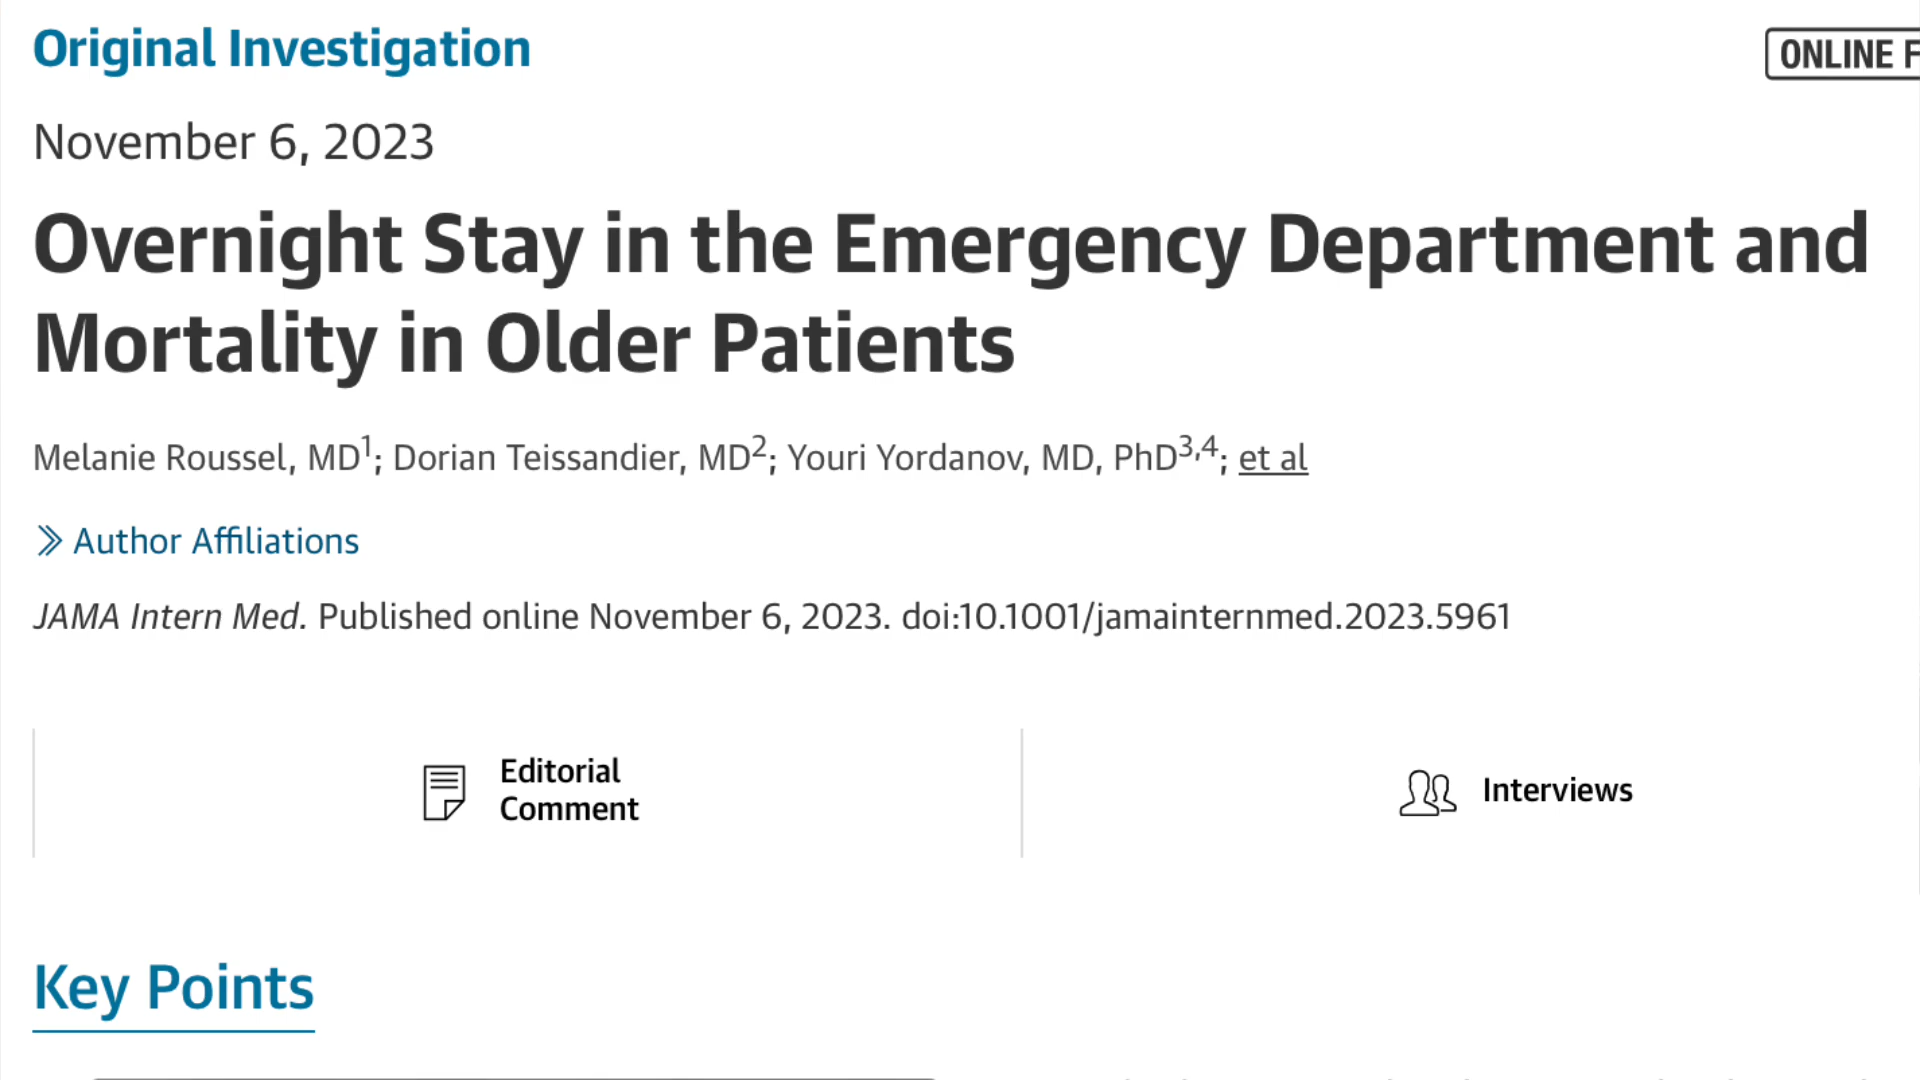 Original Investigation
ONLINE F
November 6, 2023
Overnight Stay in the Emergency Department and
Mortality in Older Patients
Melanie Roussel, MD1; Dorian Teissandier, MD2; Youri Yordanov, MD, PhD3,4; et al
Author Affiliations
JAMA Intern Med. Published online November 6, 2023. doi:10.1001/jamainternmed.2023.5961
Editorial
Comment
Interviews
Key Points